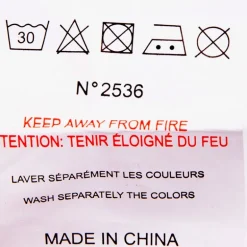 30
N°2536
KEEP AWAY FROM FIRE
TENTION: TENIR ÉLOIGNÉ DU FEU
LAVER SÉPARÉMENT LES COULEURS
WASH SEPARATELY THE COLORS
MADE IN CHINA